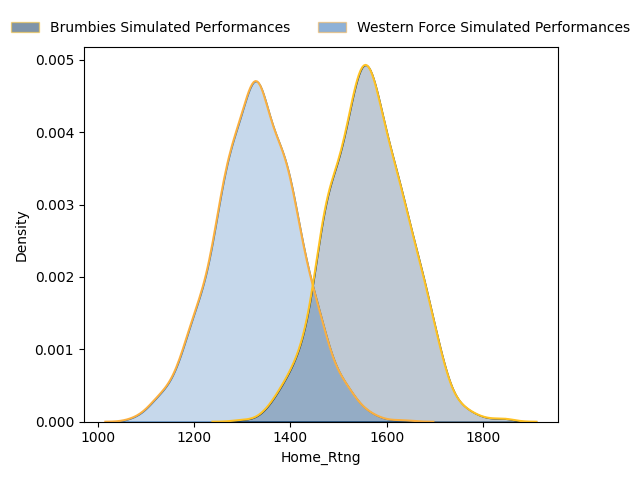 Brumbies Simulated Performances
Western Force Simulated Performances
0.005
0.004
0.003
0.002
0.001
0.000
Density
1000
1200
1400
1600
1800
Home_Rtng